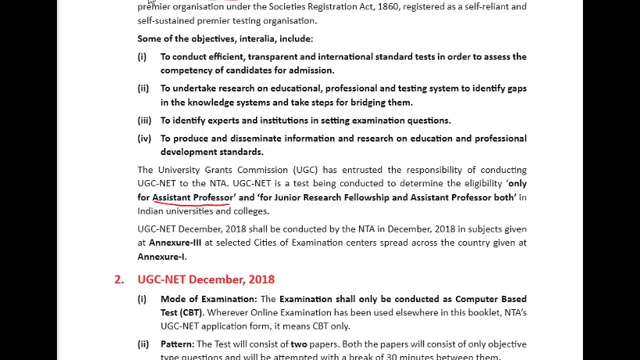 premier organisation under the Societies Registration Act, 1860, registered as a self-reliant and
self-sustained premier testing organisation.
Some of the objectives, interalia, include:
(i) To conduct efficient, transparent and international standard tests in order to assess the
competency of candidates for admission.
(ii) To undertake research on educational, professional and testing system to identify gaps
in the knowledge systems and take steps for bridging them.
(iii) To identify experts and institutions in setting examination questions.
(iv) To produce and disseminate information and research on education and professional
development standards.
The University Grants Commission (UGC) has entrusted the responsibility of conducting
UGC-NET to the NTA. UGC-NET is a test being conducted to determine the eligibility 'only
for Assistant Professor' and 'for Junior Research Fellowship and Assistant Professor both' in
Indian universities and colleges.
UGC-NET December, 2018 shall be conducted by the NTA in December, 2018 in subjects given
at Annexure-III at selected Cities of Examination centers spread across the country given at
Annexure-I.
2. UGC-NET December, 2018
(i) Mode of Examination: The Examination shall only be conducted as Computer Based
Test (CBT). Wherever Online Examination has been used elsewhere in this booklet, NTA's
UGC-NET application form, it means CBT only.
(ii) Pattern: The Test will consist of two papers. Both the papers will consist of only objective
type questions and will be attempted with a break of 30 minutes between them.